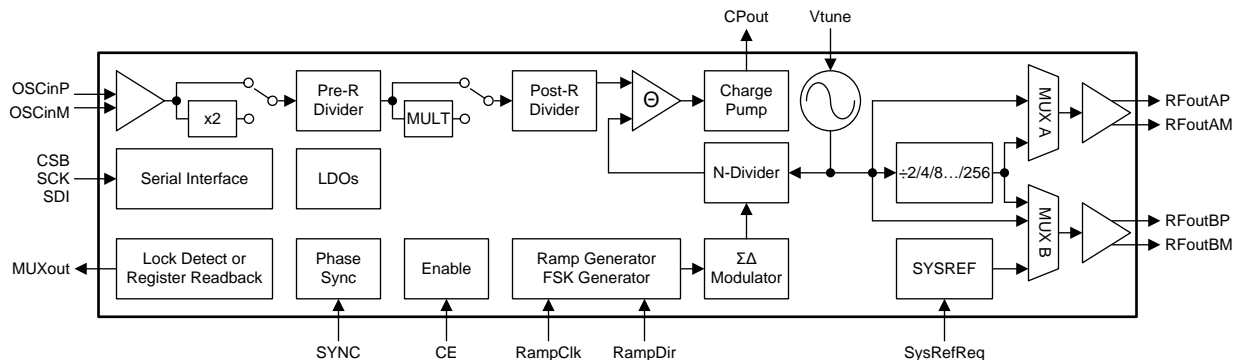 CPout
Vtune
OSCinP
OSCinM
x2
Pre-R
Divider
MULT
Post-R
Divider
Θ
Charge
Pump
MUX A
RFoutAP
RFoutAM
CSB
SCK
SDI
Serial Interface
LDOs
N-Divider
÷2/4/8…/256
MUX B
RFoutBP
RFoutBM
MUXout
Lock Detect or
Register Readback
Phase
Sync
Enable
Ramp Generator
FSK Generator
ΣΔ
Modulator
SYSREF
SYNC
CE
RampClk
RampDir
SysRefReq